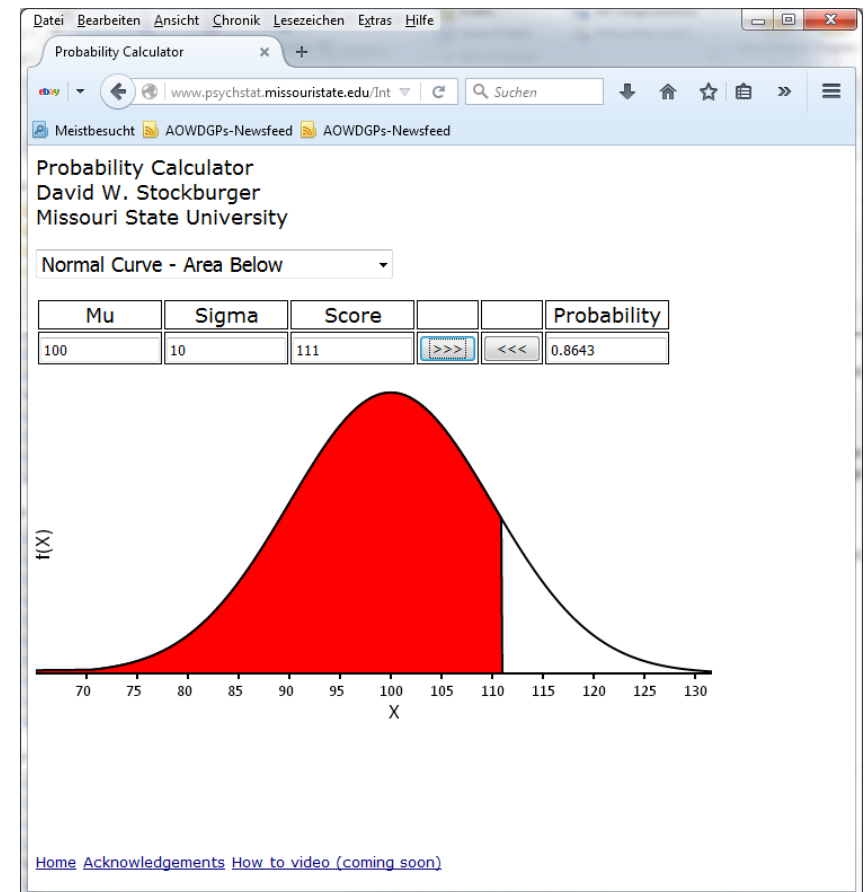 Datei Bearbeiten Ansicht Chronik Lesezeichen Extras Hilfe
Probability Calculator × +
ebay www.psychstat.missouristate.edu/Int Suchen »
Meistbesucht AOWDGPs-Newsfeed AOWDGPs-Newsfeed
Probability Calculator
David W. Stockburger
Missouri State University
Normal Curve - Area Below
Mu Sigma Score Probability
100 10 111 >>> <<< 0.8643
f(X)
70 75 80 85 90 95 100 105 110 115 120 125 130
X
Home Acknowledgements How to video (coming soon)